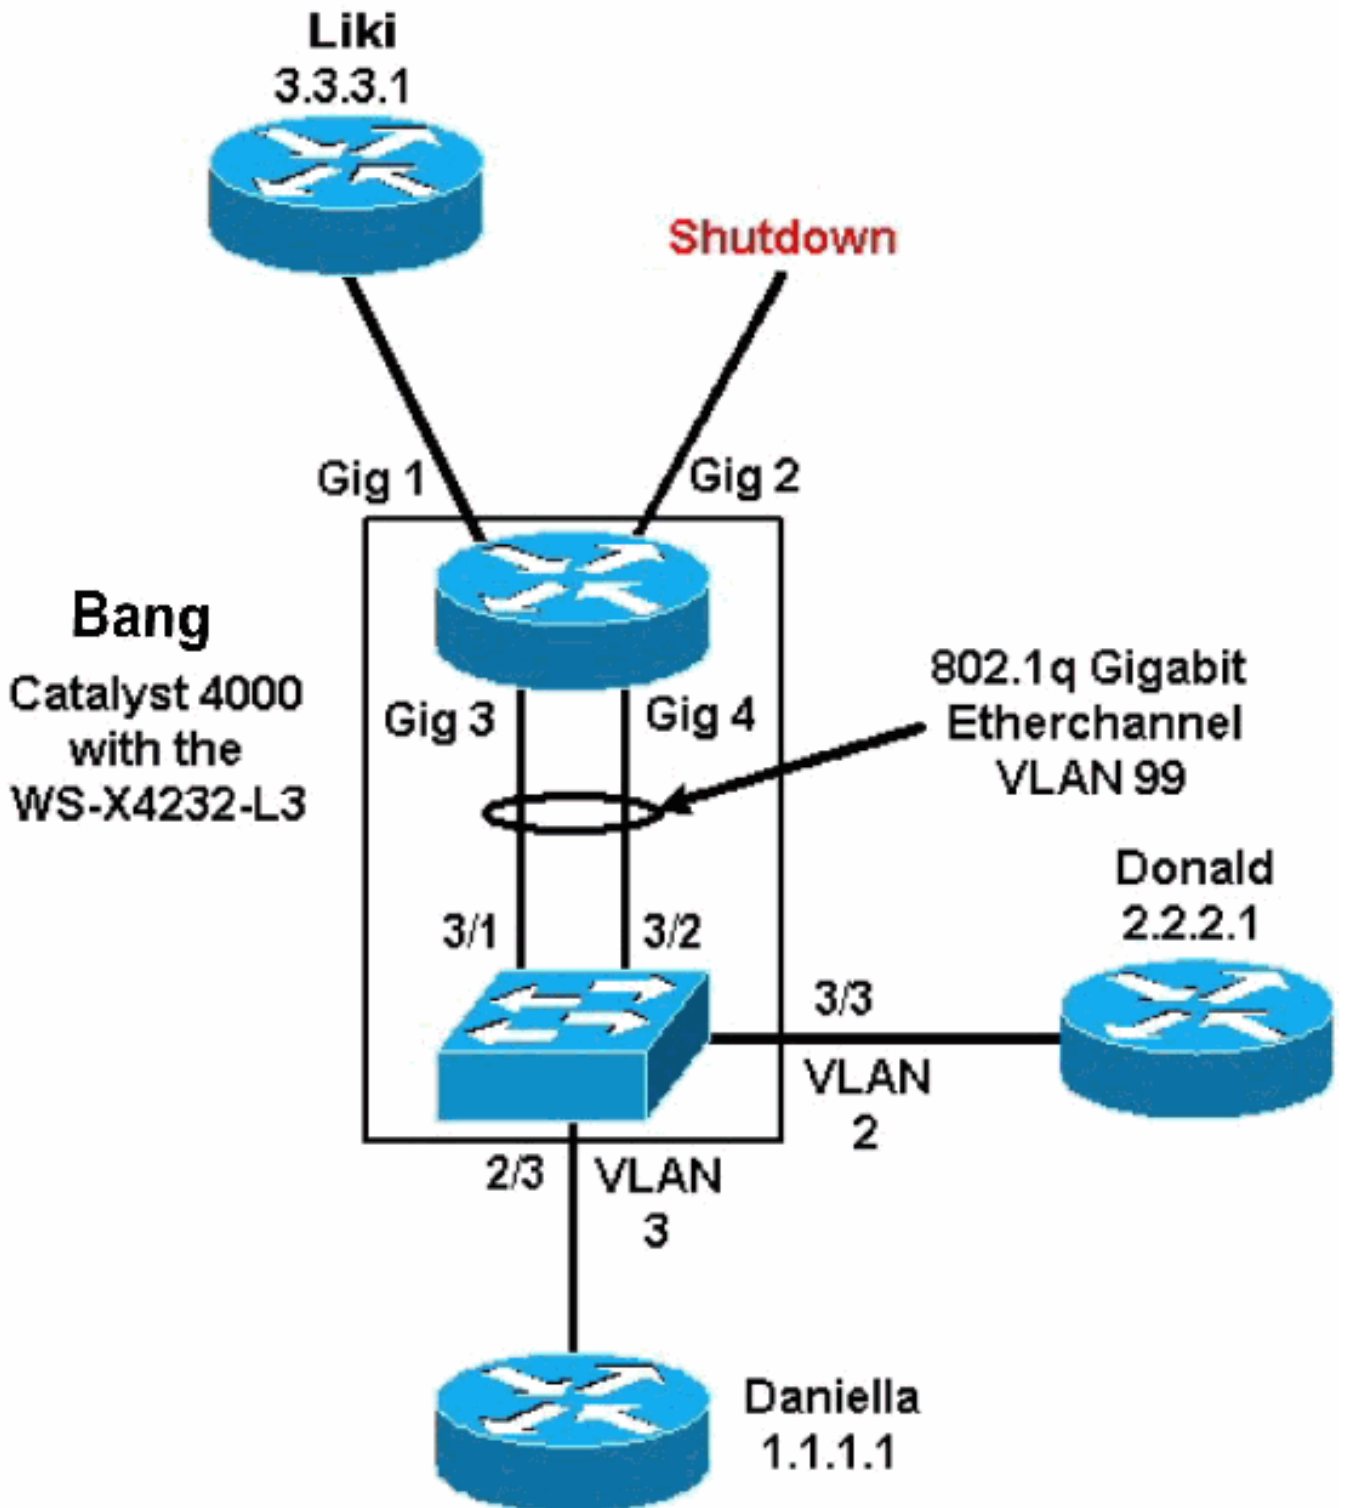 Liki
3.3.3.1
Shutdown
Gig 1
Gig 2
Bang
Catalyst 4000
with the
WS-X4232-L3
Gig 3
Gig 4
802.1q Gigabit
Etherchannel
VLAN 99
3/1
3/2
Donald
2.2.2.1
3/3
VLAN
2
2/3
VLAN
3
Daniella
1.1.1.1